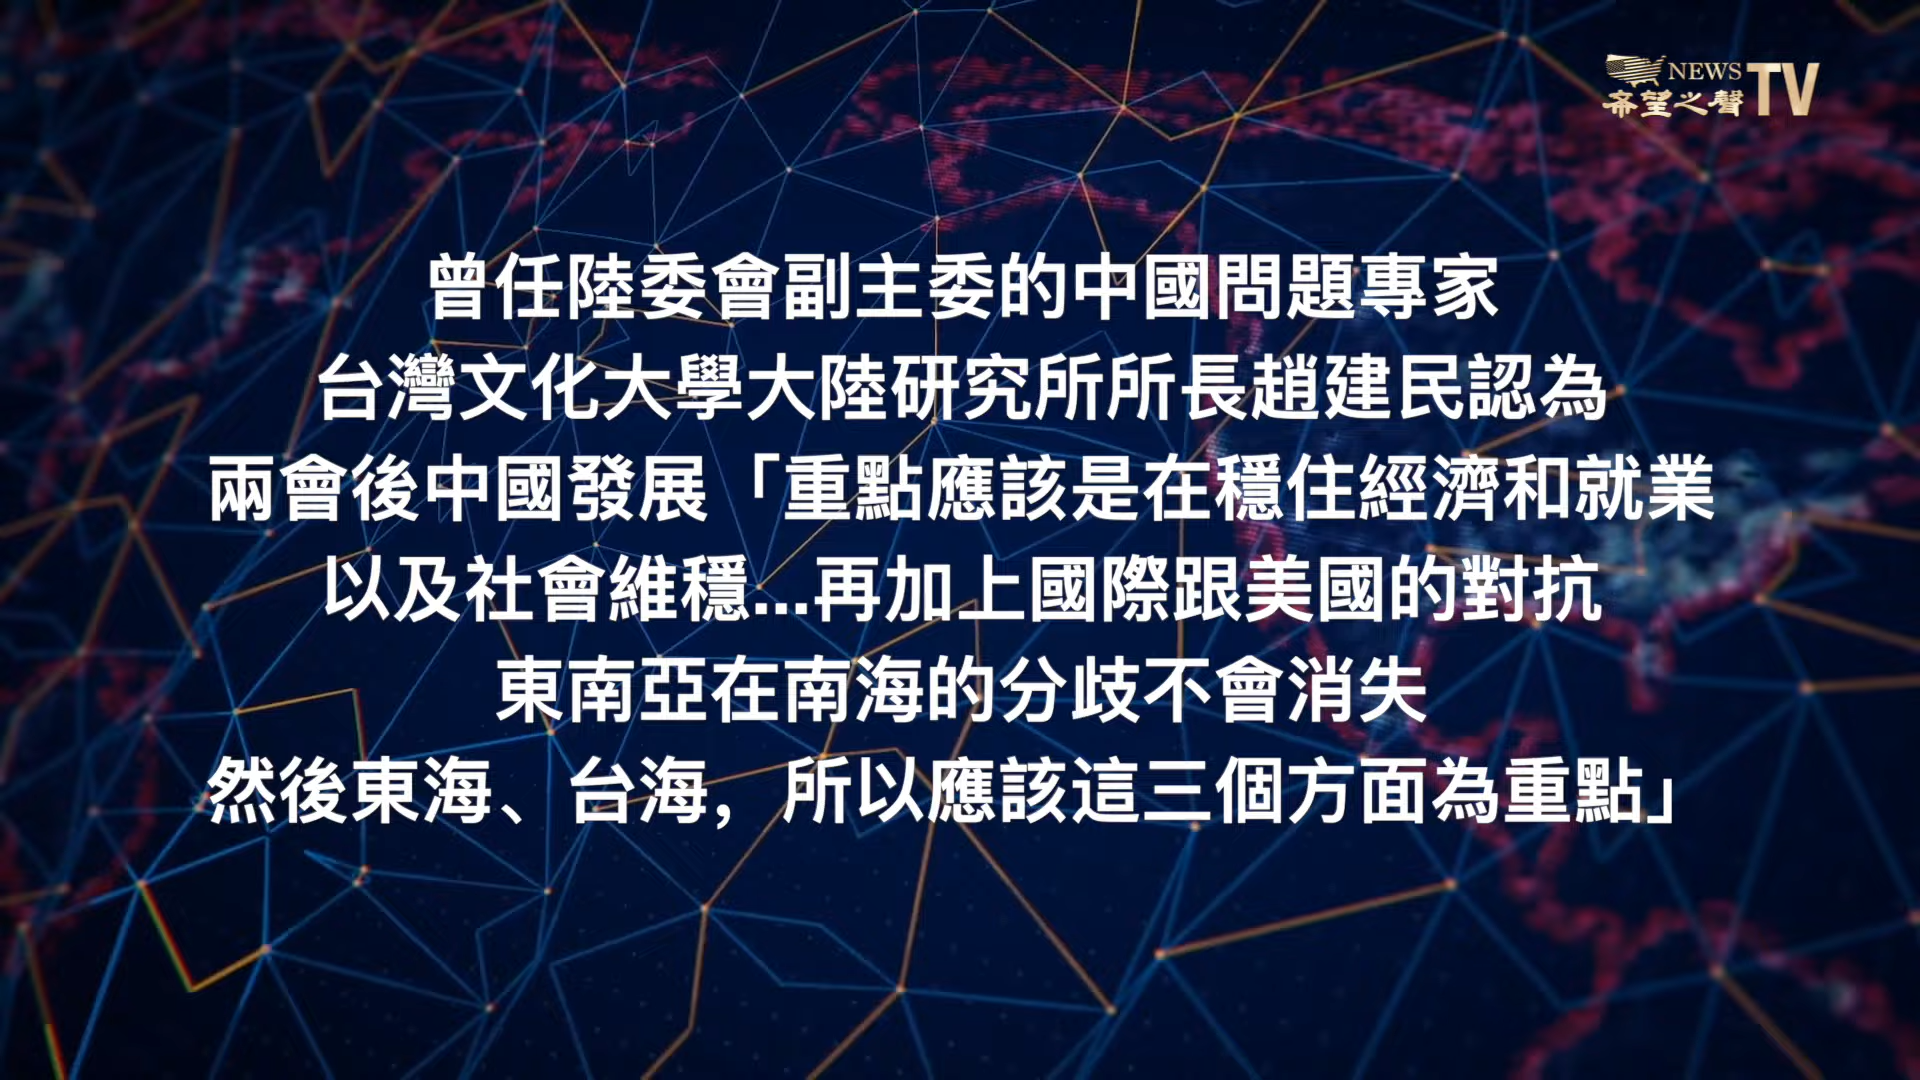 NEWS
希望之聲TV
曾任陸委會副主委的中國問題專家
台灣文化大學大陸研究所所長趙建民認為
兩會後中國發展「重點應該是在穩住經濟和就業
以及社會維穩...再加上國際跟美國的對抗
東南亞在南海的分歧不會消失
然後東海、台海，所以應該這三個方面為重點」